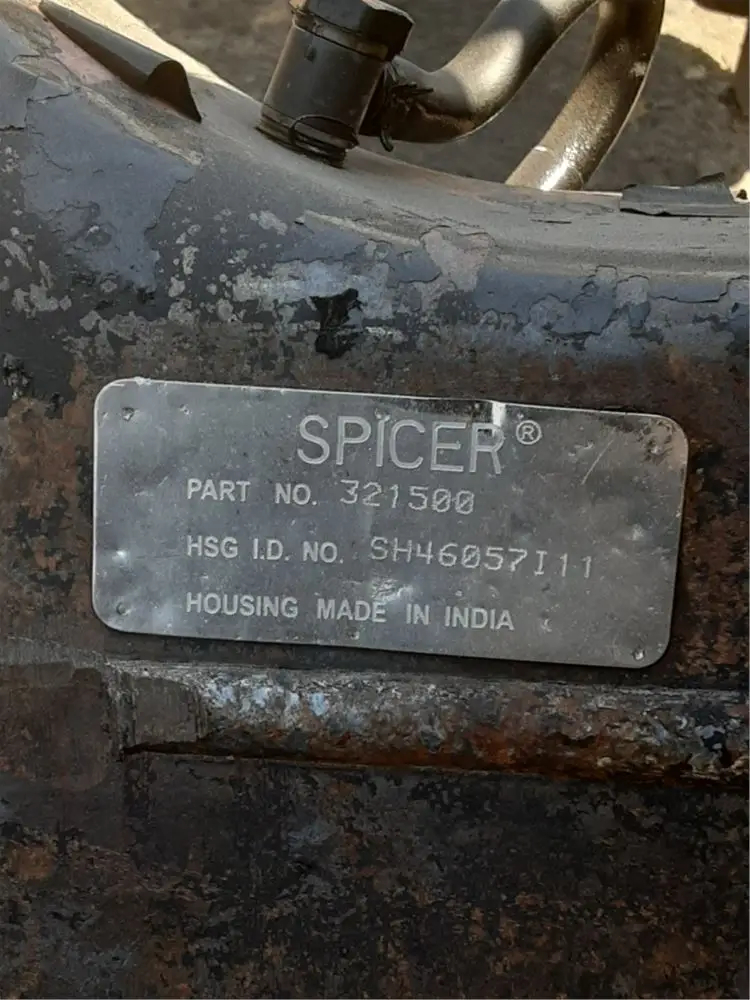 SPICER®
PART NO. 321500
HSG I.D. NO. SH46057I11
HOUSING MADE IN INDIA